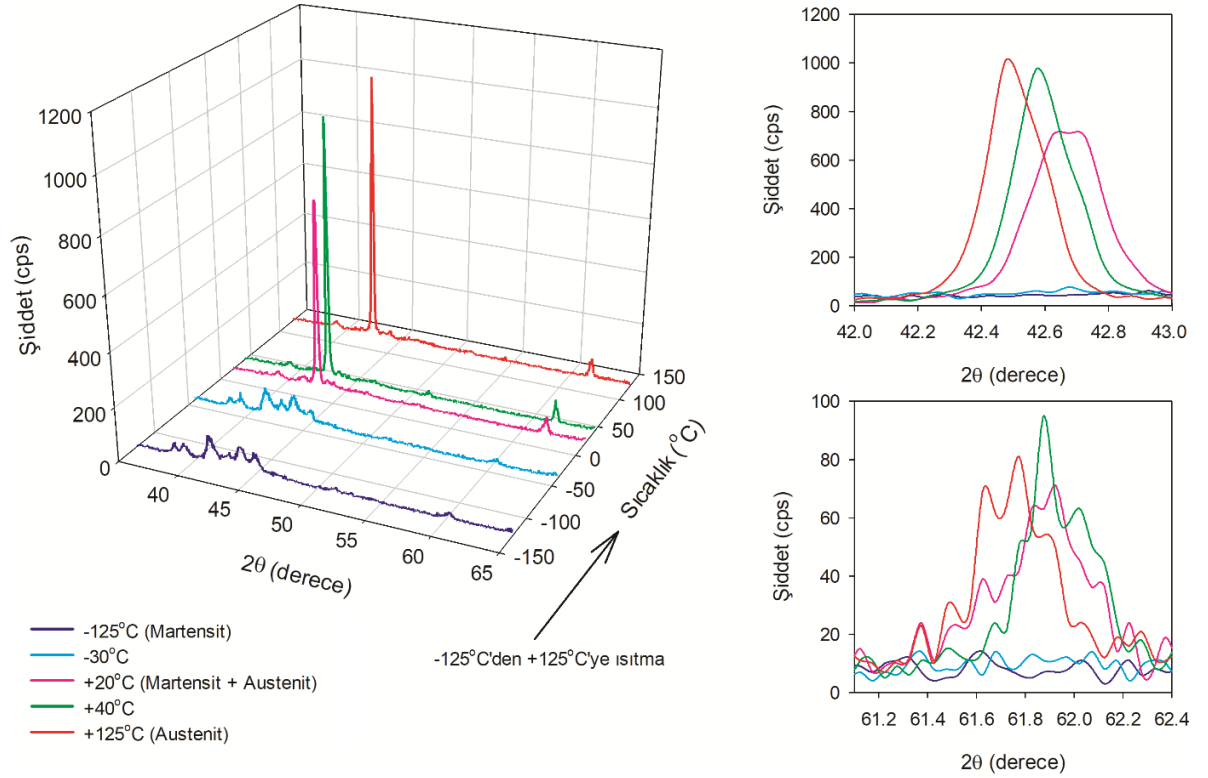 1200
1000
800
600
400
200
0
Şiddet (cps)
40
45
50
55
60
65
2θ (derece)
150
100
50
0
-50
-100
-150
Sıcaklık (°C)
-125°C'den +125°C'ye ısıtma
-125°C (Martensit)
-30°C
+20°C (Martensit + Austenit)
+40°C
+125°C (Austenit)
1200
1000
800
600
400
200
0
Şiddet (cps)
42.0 42.2 42.4 42.6 42.8 43.0
2θ (derece)
100
80
60
40
20
0
Şiddet (cps)
61.2 61.4 61.6 61.8 62.0 62.2 62.4
2θ (derece)